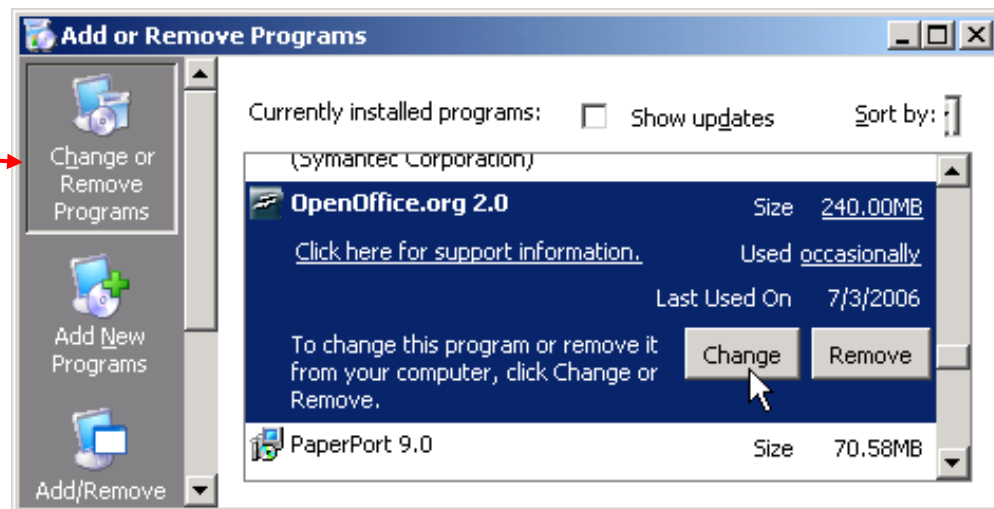 Add or Remove Programs
Change or
Remove
Programs
Add New
Programs
Add/Remove
Currently installed programs:
Show updates
Sort by:
(Symantec Corporation)
OpenOffice.org 2.0
Size 240.00MB
Click here for support information.
Used occasionally
Last Used On 7/3/2006
To change this program or remove it
from your computer, click Change or
Remove.
Change
Remove
PaperPort 9.0
Size 70.58MB